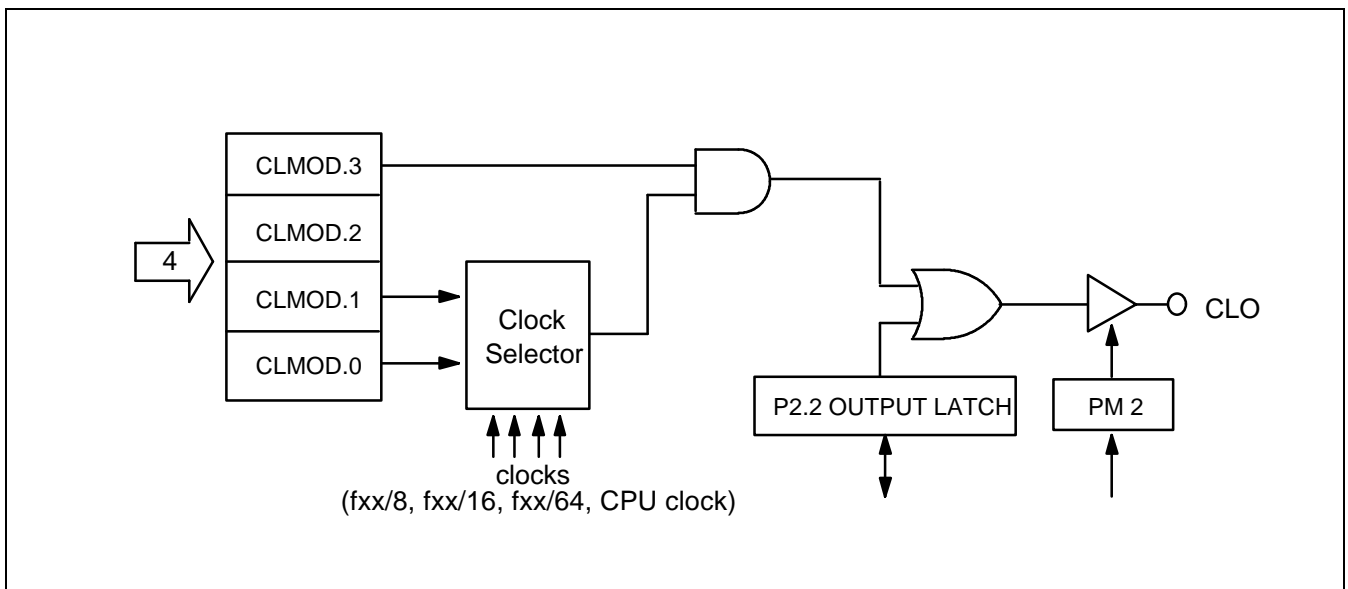 CLMOD.3
CLMOD.2
4
CLMOD.1
CLMOD.0
Clock
Selector
clocks
(fxx/8, fxx/16, fxx/64, CPU clock)
P2.2 OUTPUT LATCH
PM 2
CLO